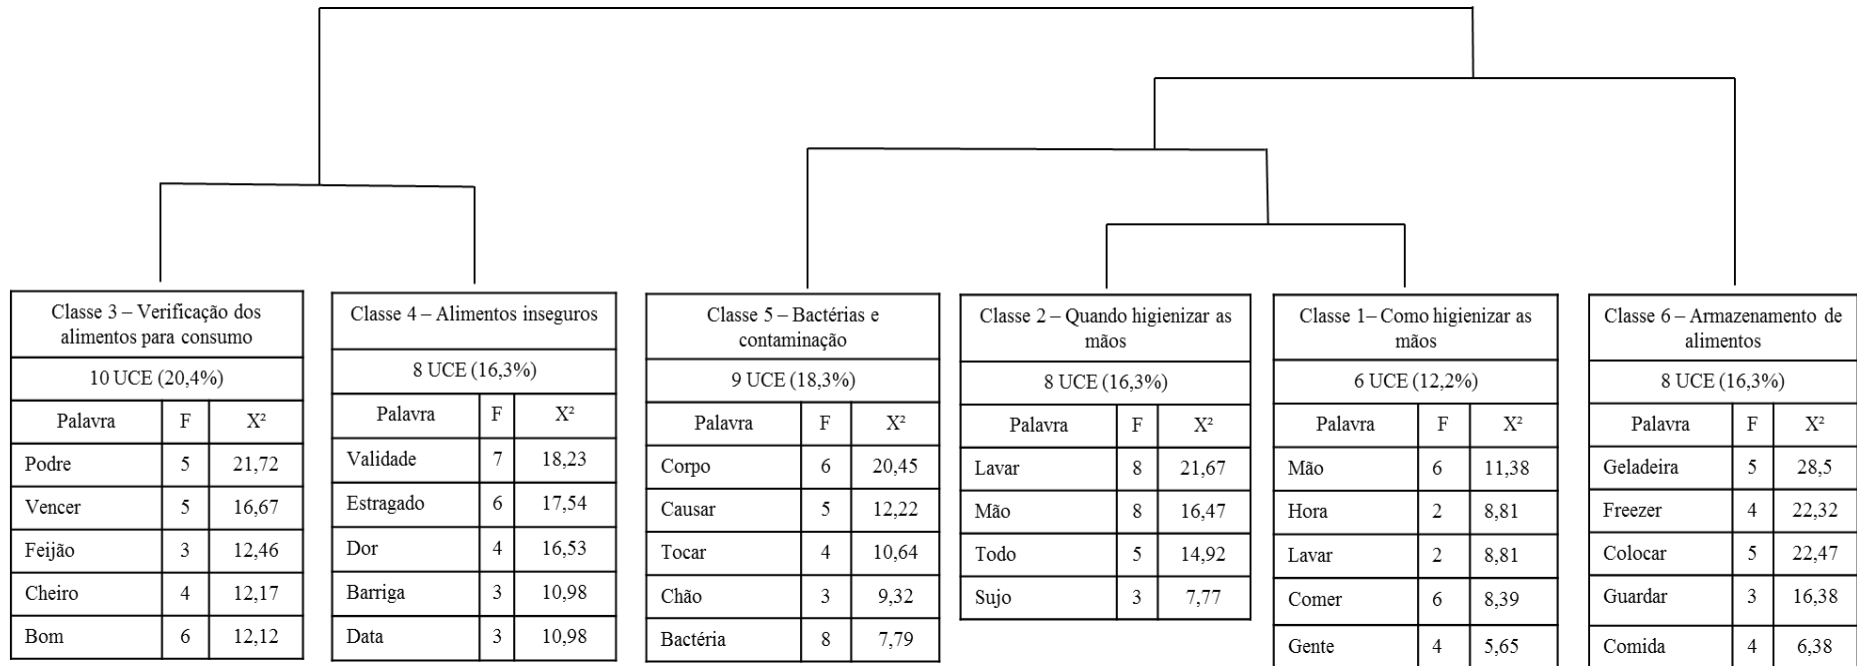 Classe 3 – Verificação dos
alimentos para consumo
10 UCE (20,4%)
Palavra F X²
Podre 5 21,72
Vencer 5 16,67
Feijão 3 12,46
Cheiro 4 12,17
Bom 6 12,12
Classe 4 – Alimentos inseguros
8 UCE (16,3%)
Palavra F X²
Validade 7 18,23
Estragado 6 17,54
Dor 4 16,53
Barriga 3 10,98
Data 3 10,98
Classe 5 – Bactérias e
contaminação
9 UCE (18,3%)
Palavra F X²
Corpo 6 20,45
Causar 5 12,22
Tocar 4 10,64
Chão 3 9,32
Bactéria 8 7,79
Classe 2 – Quando higienizar as
mãos
8 UCE (16,3%)
Palavra F X²
Lavar 8 21,67
Mão 8 16,47
Todo 5 14,92
Sujo 3 7,77
Classe 1– Como higienizar as
mãos
6 UCE (12,2%)
Palavra F X²
Mão 6 11,38
Hora 2 8,81
Lavar 2 8,81
Comer 6 8,39
Gente 4 5,65
Classe 6 – Armazenamento de
alimentos
8 UCE (16,3%)
Palavra F X²
Geladeira 5 28,5
Freezer 4 22,32
Colocar 5 22,47
Guardar 3 16,38
Comida 4 6,38